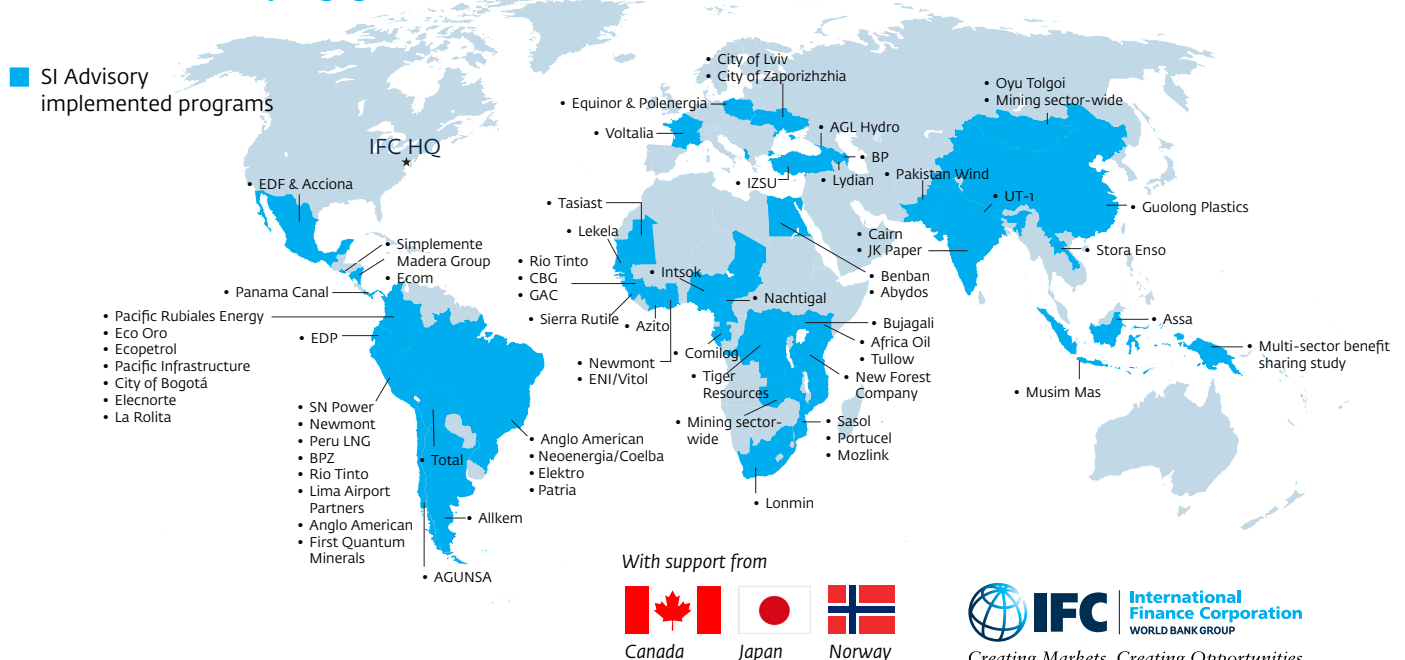 SI Advisory
implemented programs
IFC HQ
• EDF & Acciona
• Simplemente
Madera Group
• Ecom
• Panama Canal
• Pacific Rubiales Energy
• Eco Oro
• Ecopetrol
• Pacific Infrastructure
• City of Bogotá
• Elecnorte
• La Rolita
• EDP
• SN Power
• Newmont
• Peru LNG
• BPZ
• Rio Tinto
• Lima Airport
Partners
• Anglo American
• First Quantum
Minerals
• Total
• Anglo American
• Neoenergia/Coelba
• Elektro
• Patria
• Allkem
• AGUNSA
• City of Lviv
• City of Zaporizhzhia
• Equinor & Polenergia
• Voltalia
• AGL Hydro
• BP
• Lydian
• IZSU
• Pakistan Wind
• Oyu Tolgoi
• Mining sector-wide
• UT-1
• Guolong Plastics
• Stora Enso
• Cairn
• JK Paper
• Tasiast
• Lekela
• Rio Tinto
• CBG
• GAC
• Sierra Rutile
• Azito
• Intsok
• Nachtigal
• Newmont
• ENI/Vitol
• Comilog
• Tiger
Resources
• Mining sector-
wide
• Benban
• Abydos
• Bujagali
• Africa Oil
• Tullow
• New Forest
Company
• Sasol
• Portucel
• Mozlink
• Lonmin
• Assa
• Multi-sector benefit
sharing study
• Musim Mas
With support from
Canada
Japan
Norway
IFC
International
Finance Corporation
WORLD BANK GROUP
Creating Markets, Creating Opportunities